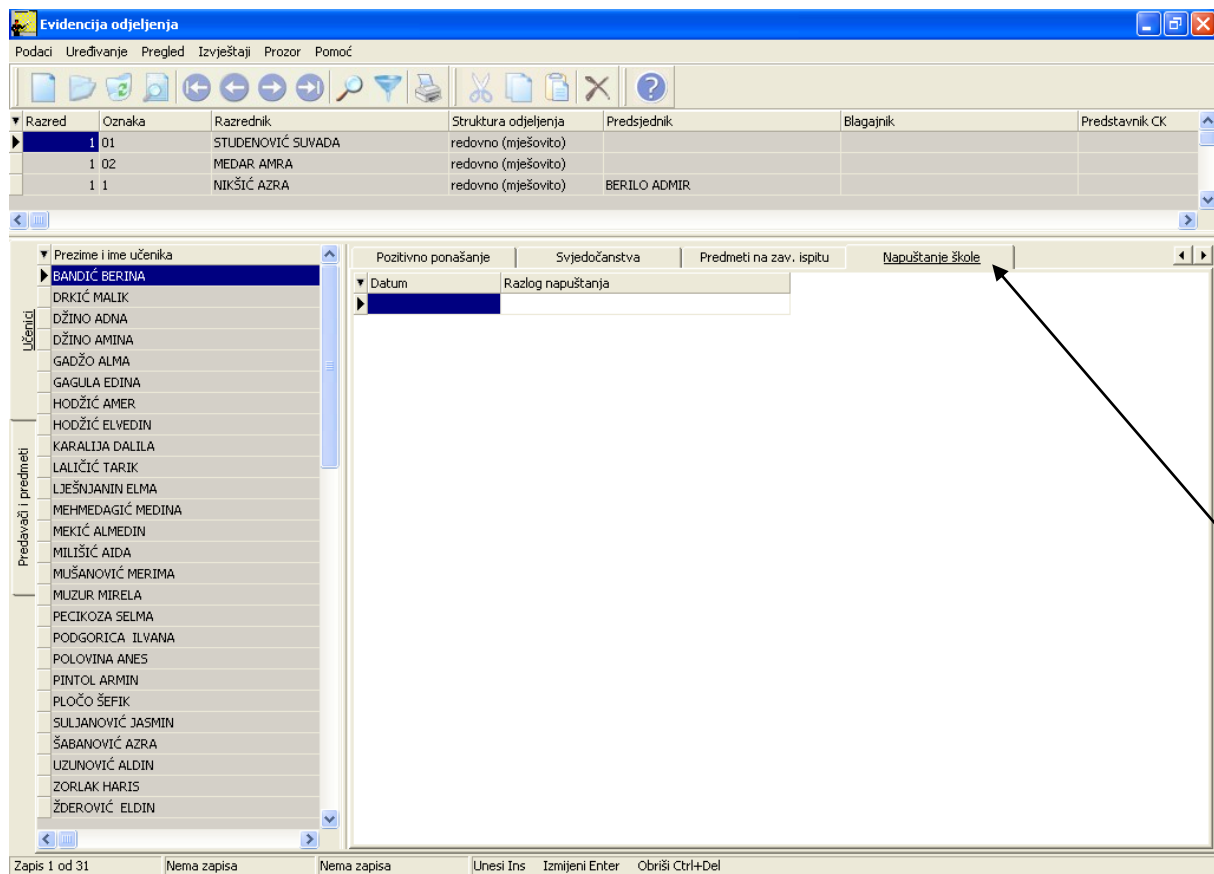 Evidencija odjeljenja
Podaci Uređivanje Pregled Izvještaji Prozor Pomoć
Razred Oznaka Razrednik Struktura odjeljenja Predsjednik Blagajnik Predstavnik CK
1 01 STUDENOVIĆ SUVADA redovno (mješovito)
1 02 MEDAR AMRA redovno (mješovito)
1 1 NIKŠIĆ AZRA redovno (mješovito) BERILO ADMIR
Učenici
Predavači i predmeti
Prezime i ime učenika
BANDIĆ BERINA
DRKIĆ MALIK
DŽINO ADNA
DŽINO AMINA
GADŽO ALMA
GAGULA EDINA
HODŽIĆ AMER
HODŽIĆ ELVEDIN
KARALIJA DALILA
LALIČIĆ TARIK
LJEŠNJANIN ELMA
MEHMEDAGIĆ MEDINA
MEKIĆ ALMEDIN
MILIŠIĆ AIDA
MUŠANOVIĆ MERIMA
MUZUR MIRELA
PECIKOZA SELMA
PODGORICA ILVANA
POLOVINA ANES
PINTOL ARMIN
PLOČO ŠEFIK
SULJANOVIĆ JASMIN
ŠABANOVIĆ AZRA
UZUNOVIĆ ALDIN
ZORLAK HARIS
ŽDEROVIĆ ELDIN
Pozitivno ponašanje Svjedočanstva Predmeti na zav. ispitu Napuštanje škole
Datum Razlog napuštanja
Zapis 1 od 31 Nema zapisa Nema zapisa Unesi Ins Izmijeni Enter Obriši Ctrl+Del